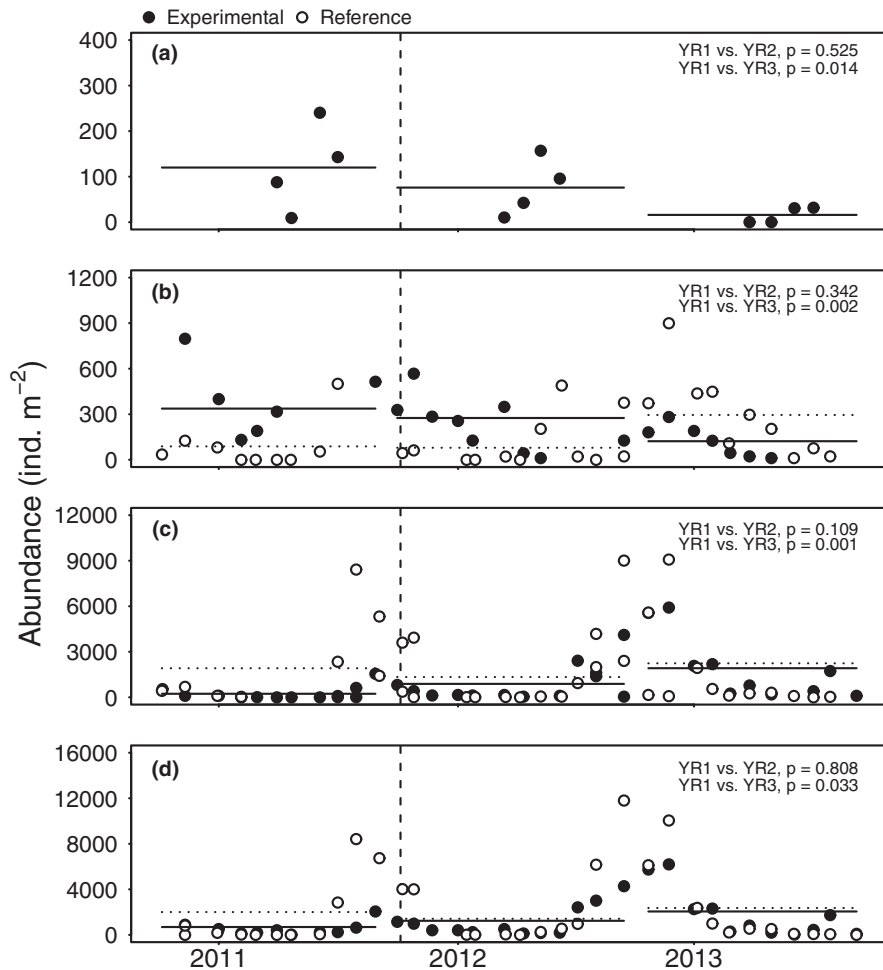 Experimental Reference
Abundance (ind. m⁻²)
(a)
YR1 vs. YR2, p = 0.525
YR1 vs. YR3, p = 0.014
400
300
200
100
0
(b)
YR1 vs. YR2, p = 0.342
YR1 vs. YR3, p = 0.002
1200
900
600
300
0
(c)
YR1 vs. YR2, p = 0.109
YR1 vs. YR3, p = 0.001
12000
9000
6000
3000
0
(d)
YR1 vs. YR2, p = 0.808
YR1 vs. YR3, p = 0.033
16000
12000
8000
4000
0
2011 2012 2013